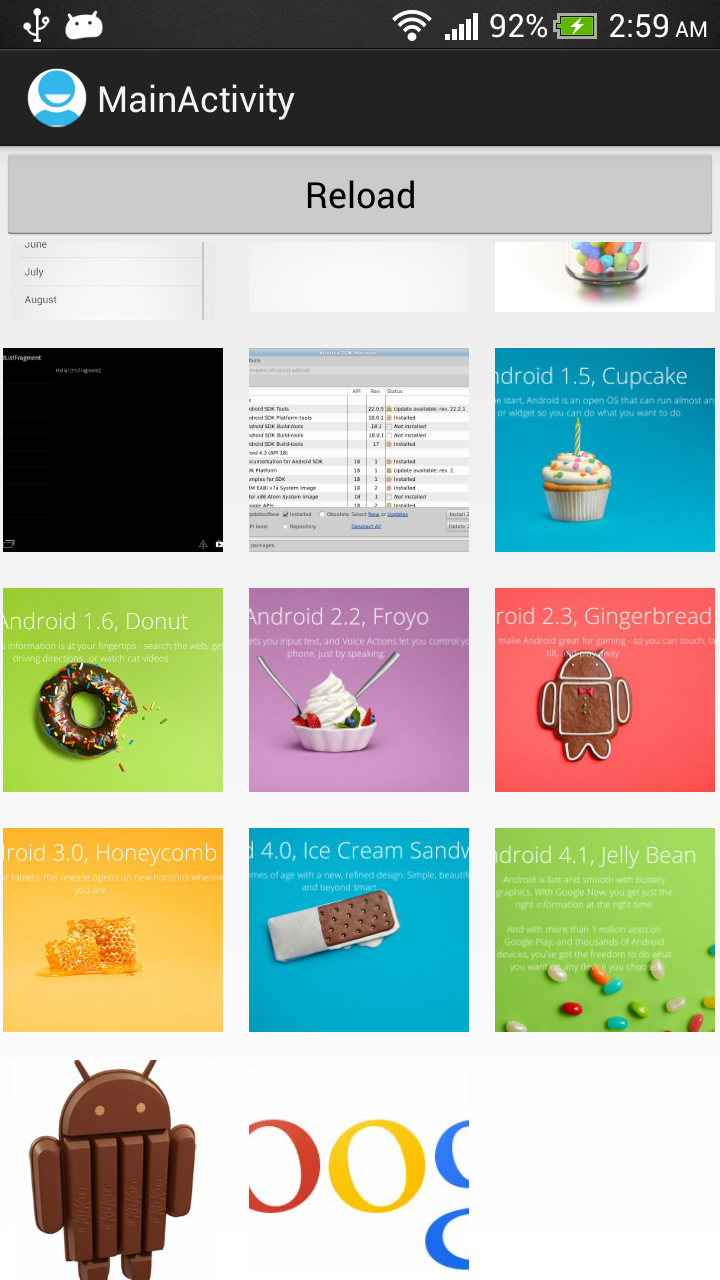 92% 2:59 AM
MainActivity
Reload
June
July
August
dListFragment
Hello! It's Fragment2
Android SDK Manager
API Rev. Status
droid SDK Tools 22.0.5 Update available: rev. 22.2.1
droid SDK Platform-tools 18.0.1 Installed
droid SDK Build-tools 18.1 Not installed
droid SDK Build-tools 18.0.1 Installed
droid SDK Build-tools 17 Installed
roid 4.3 (API 18)
cumentation for Android SDK 18 1 Installed
K Platform 18 1 Update available: rev. 2
mples for SDK 18 1 Installed
M EABI v7a System Image 18 2 Installed
tel x86 Atom System Image 18 1 Not installed
ogle APIs 18 2 Installed
pdates/New Installed Obsolete Select New or Updates Install
I level Repository Deselect All Delete
packages.
ndroid 1.5, Cupcake
e start, Android is an open OS that can run almost an
or widget so you can do what you want to do.
Android 1.6, Donut
s information is at your fingertips - search the web, get
driving directions...or watch cat videos.
Android 2.2, Froyo
ets you input text, and Voice Actions let you control yo
phone, just by speaking.
roid 2.3, Gingerbread
make Android great for gaming - so you can touch, ta
tilt, and play away.
roid 3.0, Honeycomb
or tablets, this release opens up new horizons wherev
you are.
d 4.0, Ice Cream Sandw
omes of age with a new, refined design. Simple, beautifu
and beyond smart.
ndroid 4.1, Jelly Bean
Android is fast and smooth with buttery
graphics. With Google Now, you get just the
right information at the right time.
And with more than 1 million apps on
Google Play, and thousands of Android
devices, you've got the freedom to do what
you want on any device you choose.
oog